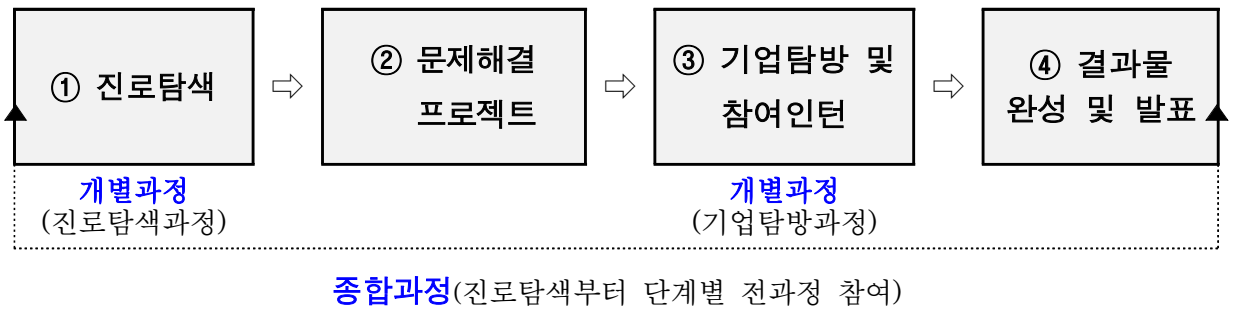 ① 진로탐색 ⇨ ② 문제해결 프로젝트 ⇨ ③ 기업탐방 및 참여인턴 ⇨ ④ 결과물 완성 및 발표
개별과정
(진로탐색과정)
개별과정
(기업탐방과정)
종합과정(진로탐색부터 단계별 전과정 참여)